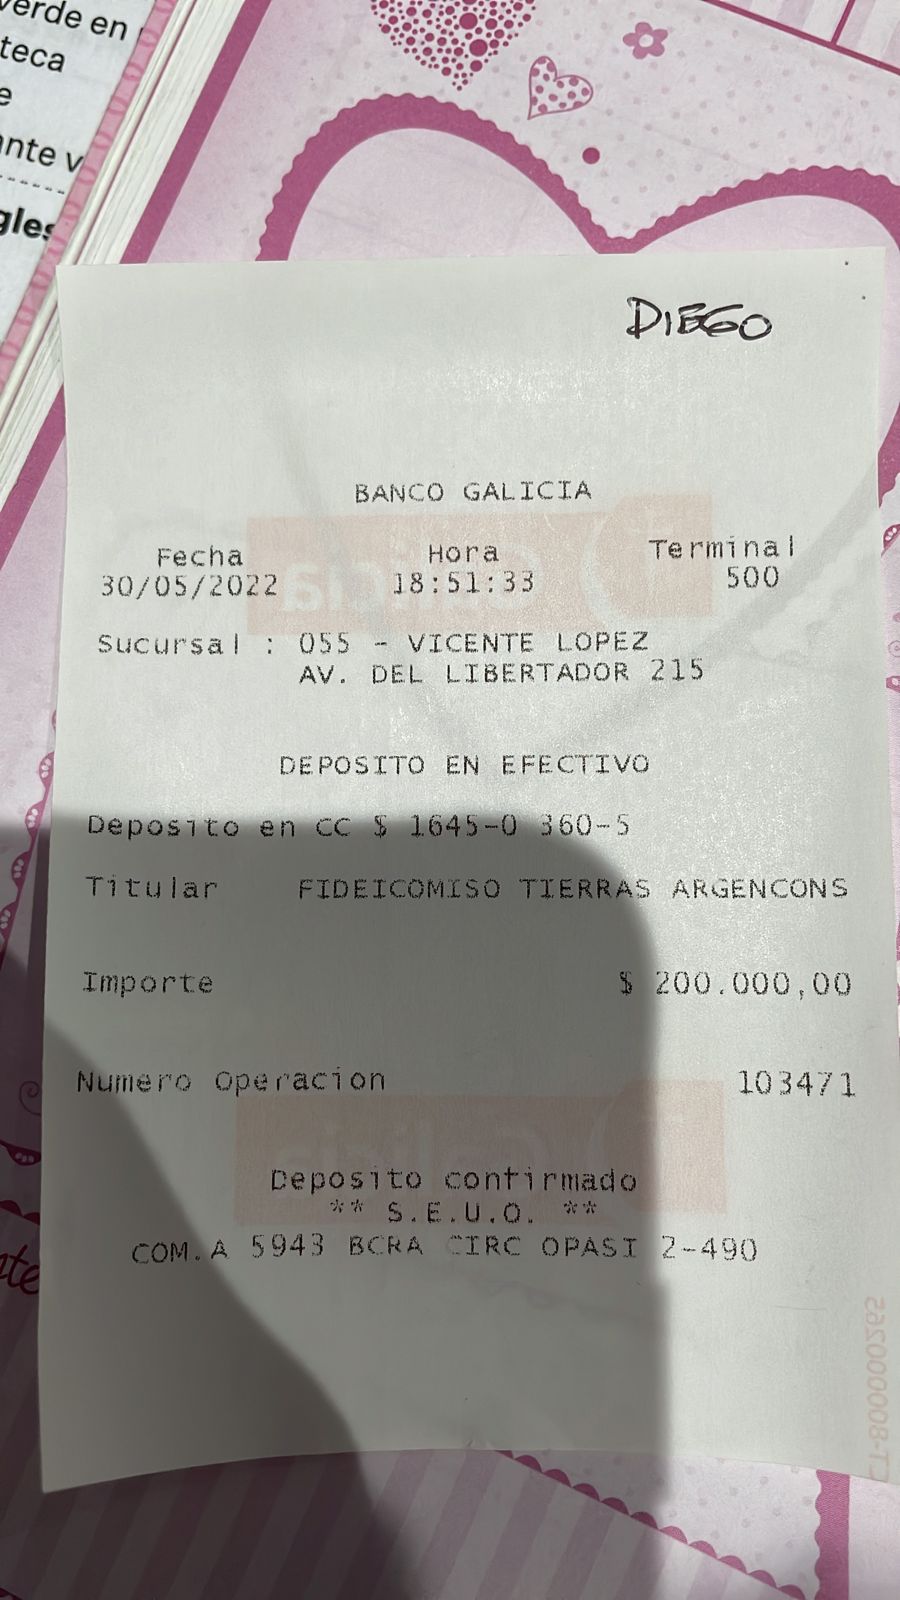 verde en
teca
e
DIEGO
BANCO GALICIA
Fecha Hora Terminal
30/05/2022 18:51:33 500
Sucursal : 055 - VICENTE LOPEZ
AV. DEL LIBERTADOR 215
DEPOSITO EN EFECTIVO
Deposito en CC $ 1645-0 360-5
Titular FIDEICOMISO TIERRAS ARGENCONS
Importe $ 200.000,00
Numero Operacion 103471
Deposito confirmado
** S.E.U.O. **
COM.A 5943 BCRA CIRC OPASI 2-490
CT-80000265